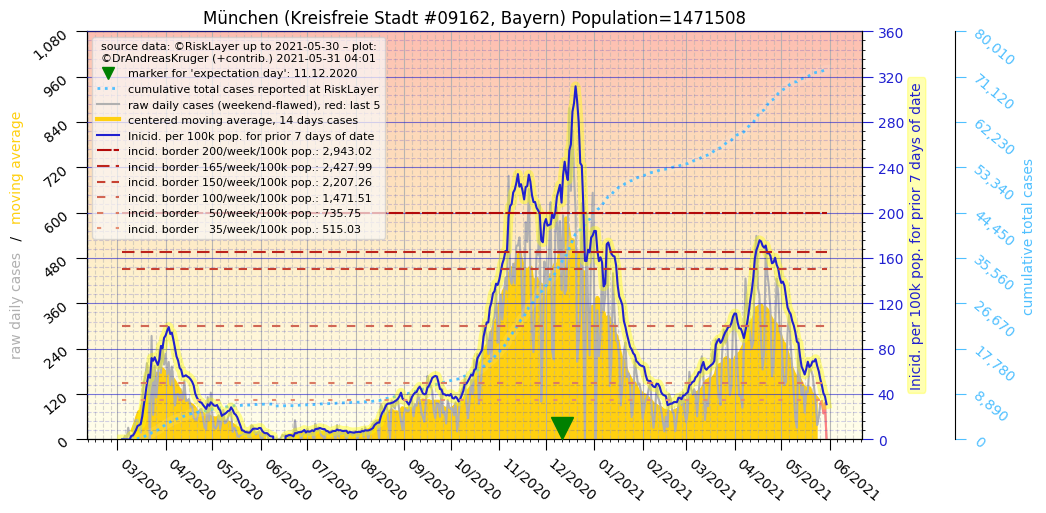 München (Kreisfreie Stadt #09162, Bayern) Population=1471508
source data: ©RiskLayer up to 2021-05-30 – plot:
©DrAndreasKruger (+contrib.) 2021-05-31 04:01
marker for 'expectation day': 11.12.2020
cumulative total cases reported at RiskLayer
raw daily cases (weekend-flawed), red: last 5
centered moving average, 14 days cases
Inicid. per 100k pop. for prior 7 days of date
incid. border 200/week/100k pop.: 2,943.02
incid. border 165/week/100k pop.: 2,427.99
incid. border 150/week/100k pop.: 2,207.26
incid. border 100/week/100k pop.: 1,471.51
incid. border   50/week/100k pop.: 735.75
incid. border   35/week/100k pop.: 515.03
raw daily cases / moving average
1,080
960
840
720
600
480
360
240
120
0
03/2020
04/2020
05/2020
06/2020
07/2020
08/2020
09/2020
10/2020
11/2020
12/2020
01/2021
02/2021
03/2021
04/2021
05/2021
06/2021
360
320
280
240
200
160
120
80
40
0
Inicid. per 100k pop. for prior 7 days of date
80,010
71,120
62,230
53,340
44,450
35,560
26,670
17,780
8,890
0
cumulative total cases